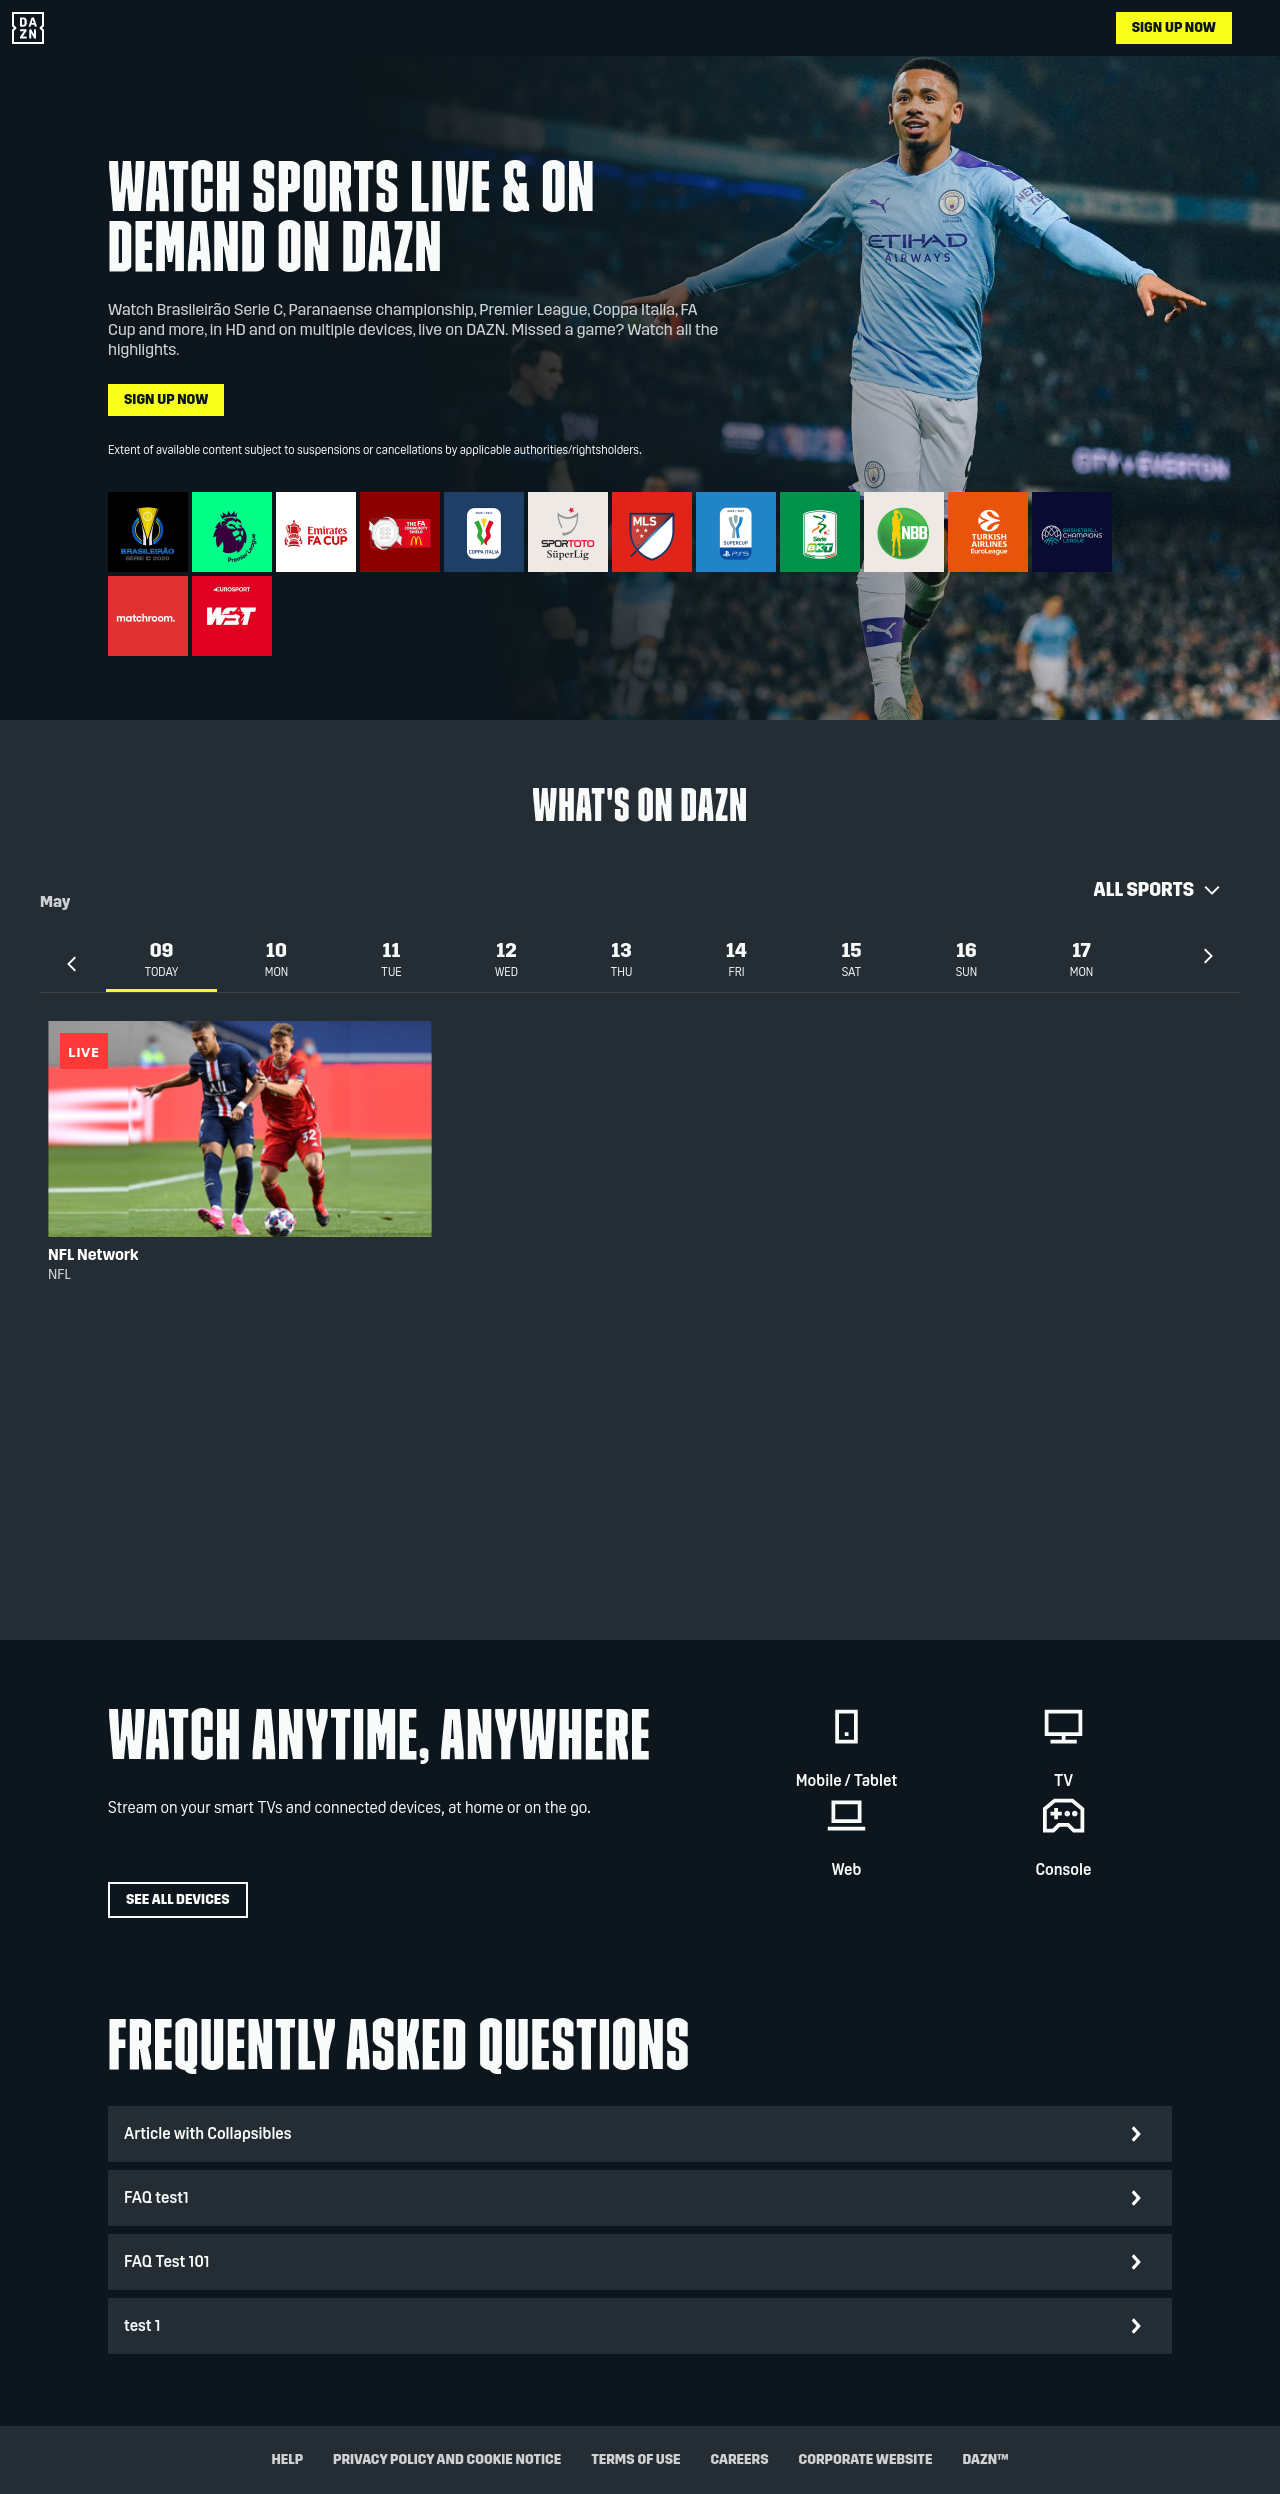 DA
ZN
SIGN UP NOW
WATCH SPORTS LIVE & ON
DEMAND ON DAZN
ETIHAD
AIRWAYS
Watch Brasileirão Serie C, Paranaense championship, Premier League, Coppa Italia, FA
Cup and more, in HD and on multiple devices, live on DAZN. Missed a game? Watch all the
highlights.
SIGN UP NOW
CITY v EVERTON
Extent of available content subject to suspensions or cancellations by applicable authorities/rightsholders.
BRASILEIRÃO
SÉRIE C 2020
Premier League
Emirates
FA CUP
THE FA
COMMUNITY
SHIELD
COPPA ITALIA
SPORTOTO
SüperLig
MLS
SUPERCUP
PS5
Serie
BKT
NBB
TURKISH
AIRLINES
EuroLeague
BASKETBALL
CHAMPIONS
LEAGUE
matchroom.
EUROSPORT
WST
WHAT'S ON DAZN
ALL SPORTS
May
09
TODAY
10
MON
11
TUE
12
WED
13
THU
14
FRI
15
SAT
16
SUN
17
MON
LIVE
32
NFL Network
NFL
WATCH ANYTIME, ANYWHERE
Stream on your smart TVs and connected devices, at home or on the go.
SEE ALL DEVICES
Mobile / Tablet
TV
Web
Console
FREQUENTLY ASKED QUESTIONS
Article with Collapsibles
FAQ test1
FAQ Test 101
test 1
HELP PRIVACY POLICY AND COOKIE NOTICE TERMS OF USE CAREERS CORPORATE WEBSITE DAZN™